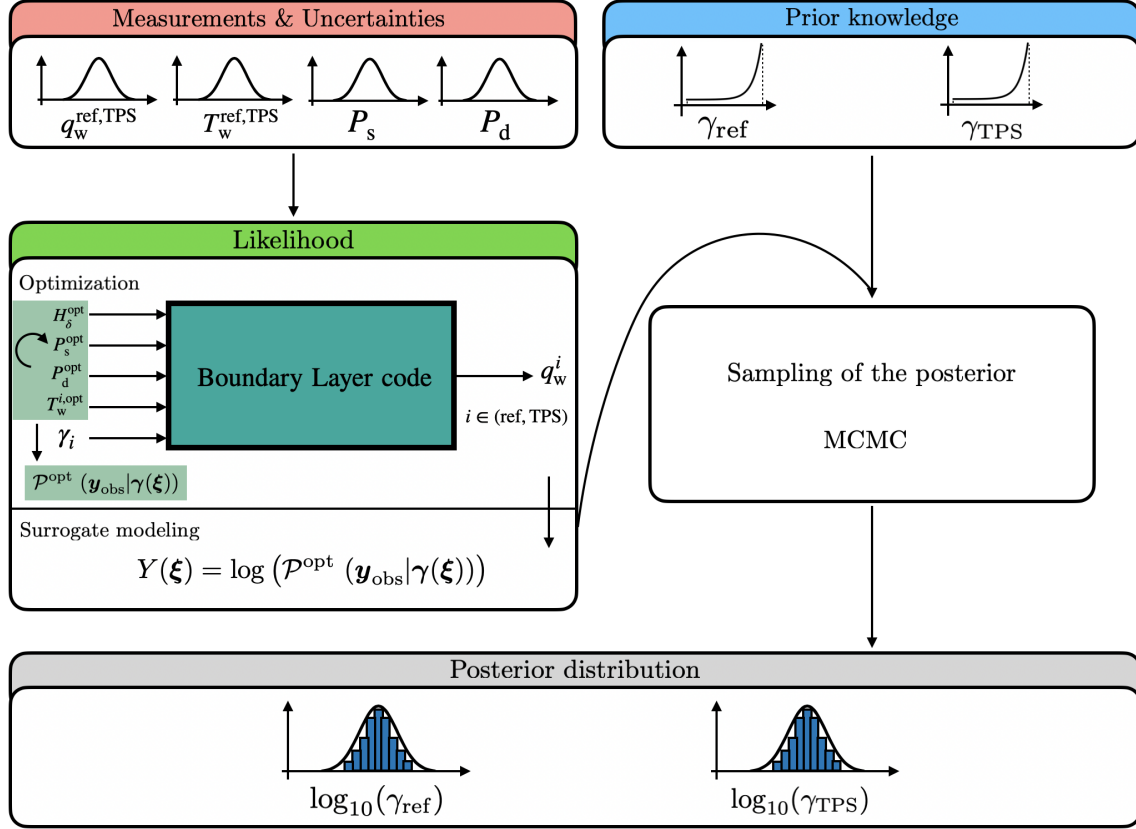 Measurements & Uncertainties
q_w^{ref,TPS} T_w^{ref,TPS} P_s P_d
Prior knowledge
γ_ref γ_TPS
Likelihood
Optimization
H_δ^{opt}
P_s^{opt}
P_d^{opt}
T_w^{i,opt}
γ_i
Boundary Layer code
q_w^i
i ∈ (ref, TPS)
𝒫^{opt} (y_obs|γ(ξ))
Surrogate modeling
Y(ξ) = log (𝒫^{opt} (y_obs|γ(ξ)))
Sampling of the posterior
MCMC
Posterior distribution
log_10(γ_ref) log_10(γ_TPS)